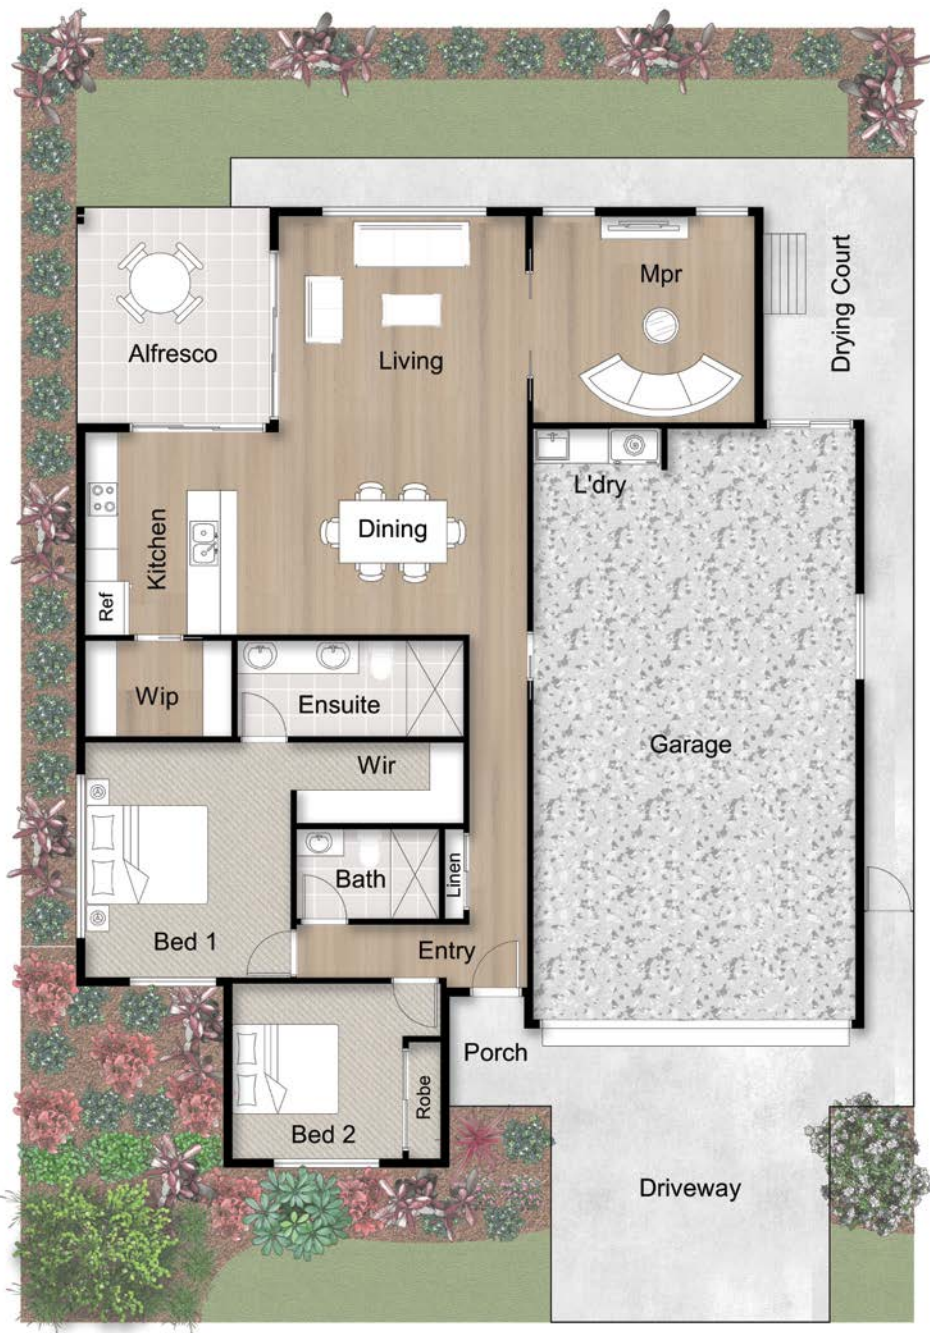 Mpr
Drying Court
Alfresco
Living
L'dry
Dining
Kitchen
Ref
Wip
Ensuite
Garage
Wir
Bath
Linen
Bed 1
Entry
Porch
Robe
Bed 2
Driveway